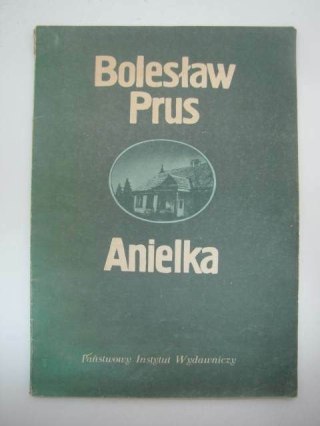 Bolesław
Prus
Anielka
Państwowy Instytut Wydawniczy